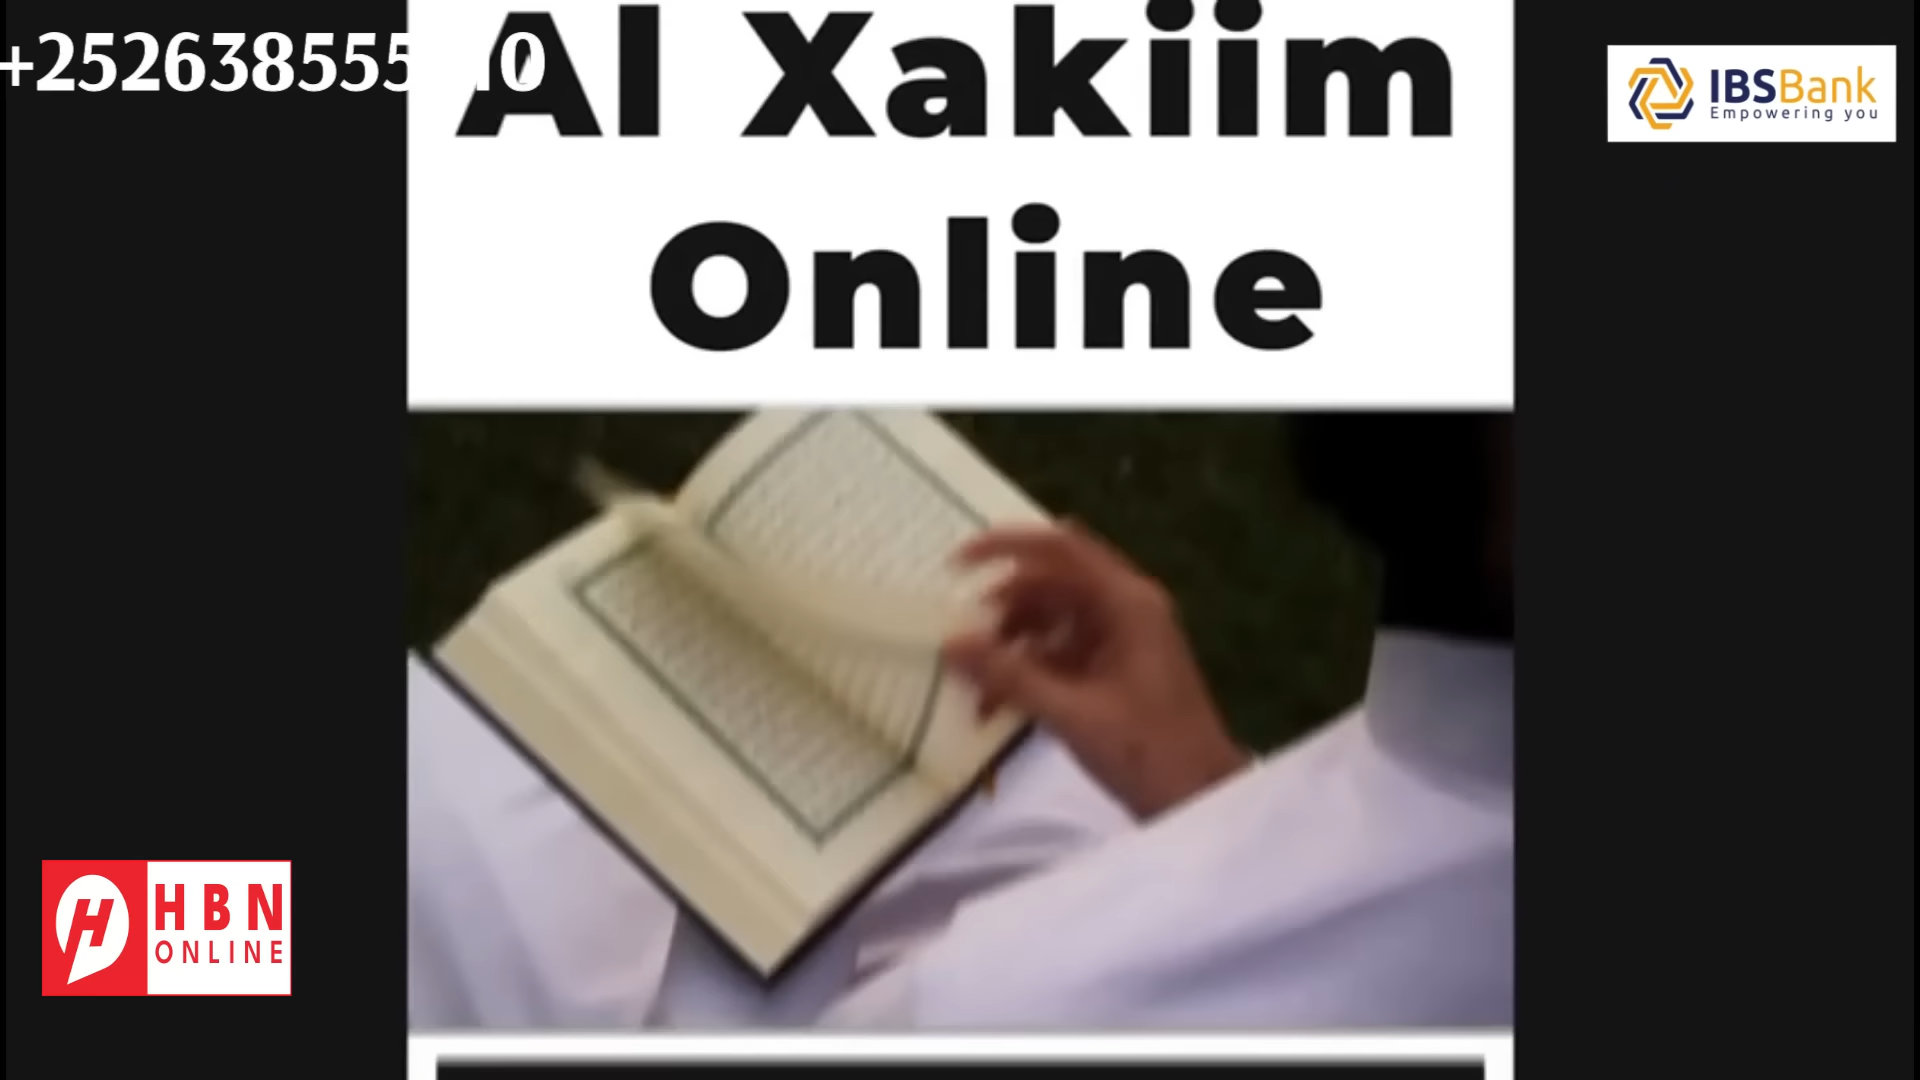 Al Xakiim
Online
IBSBank
Empowering you
H
HBN
ONLINE